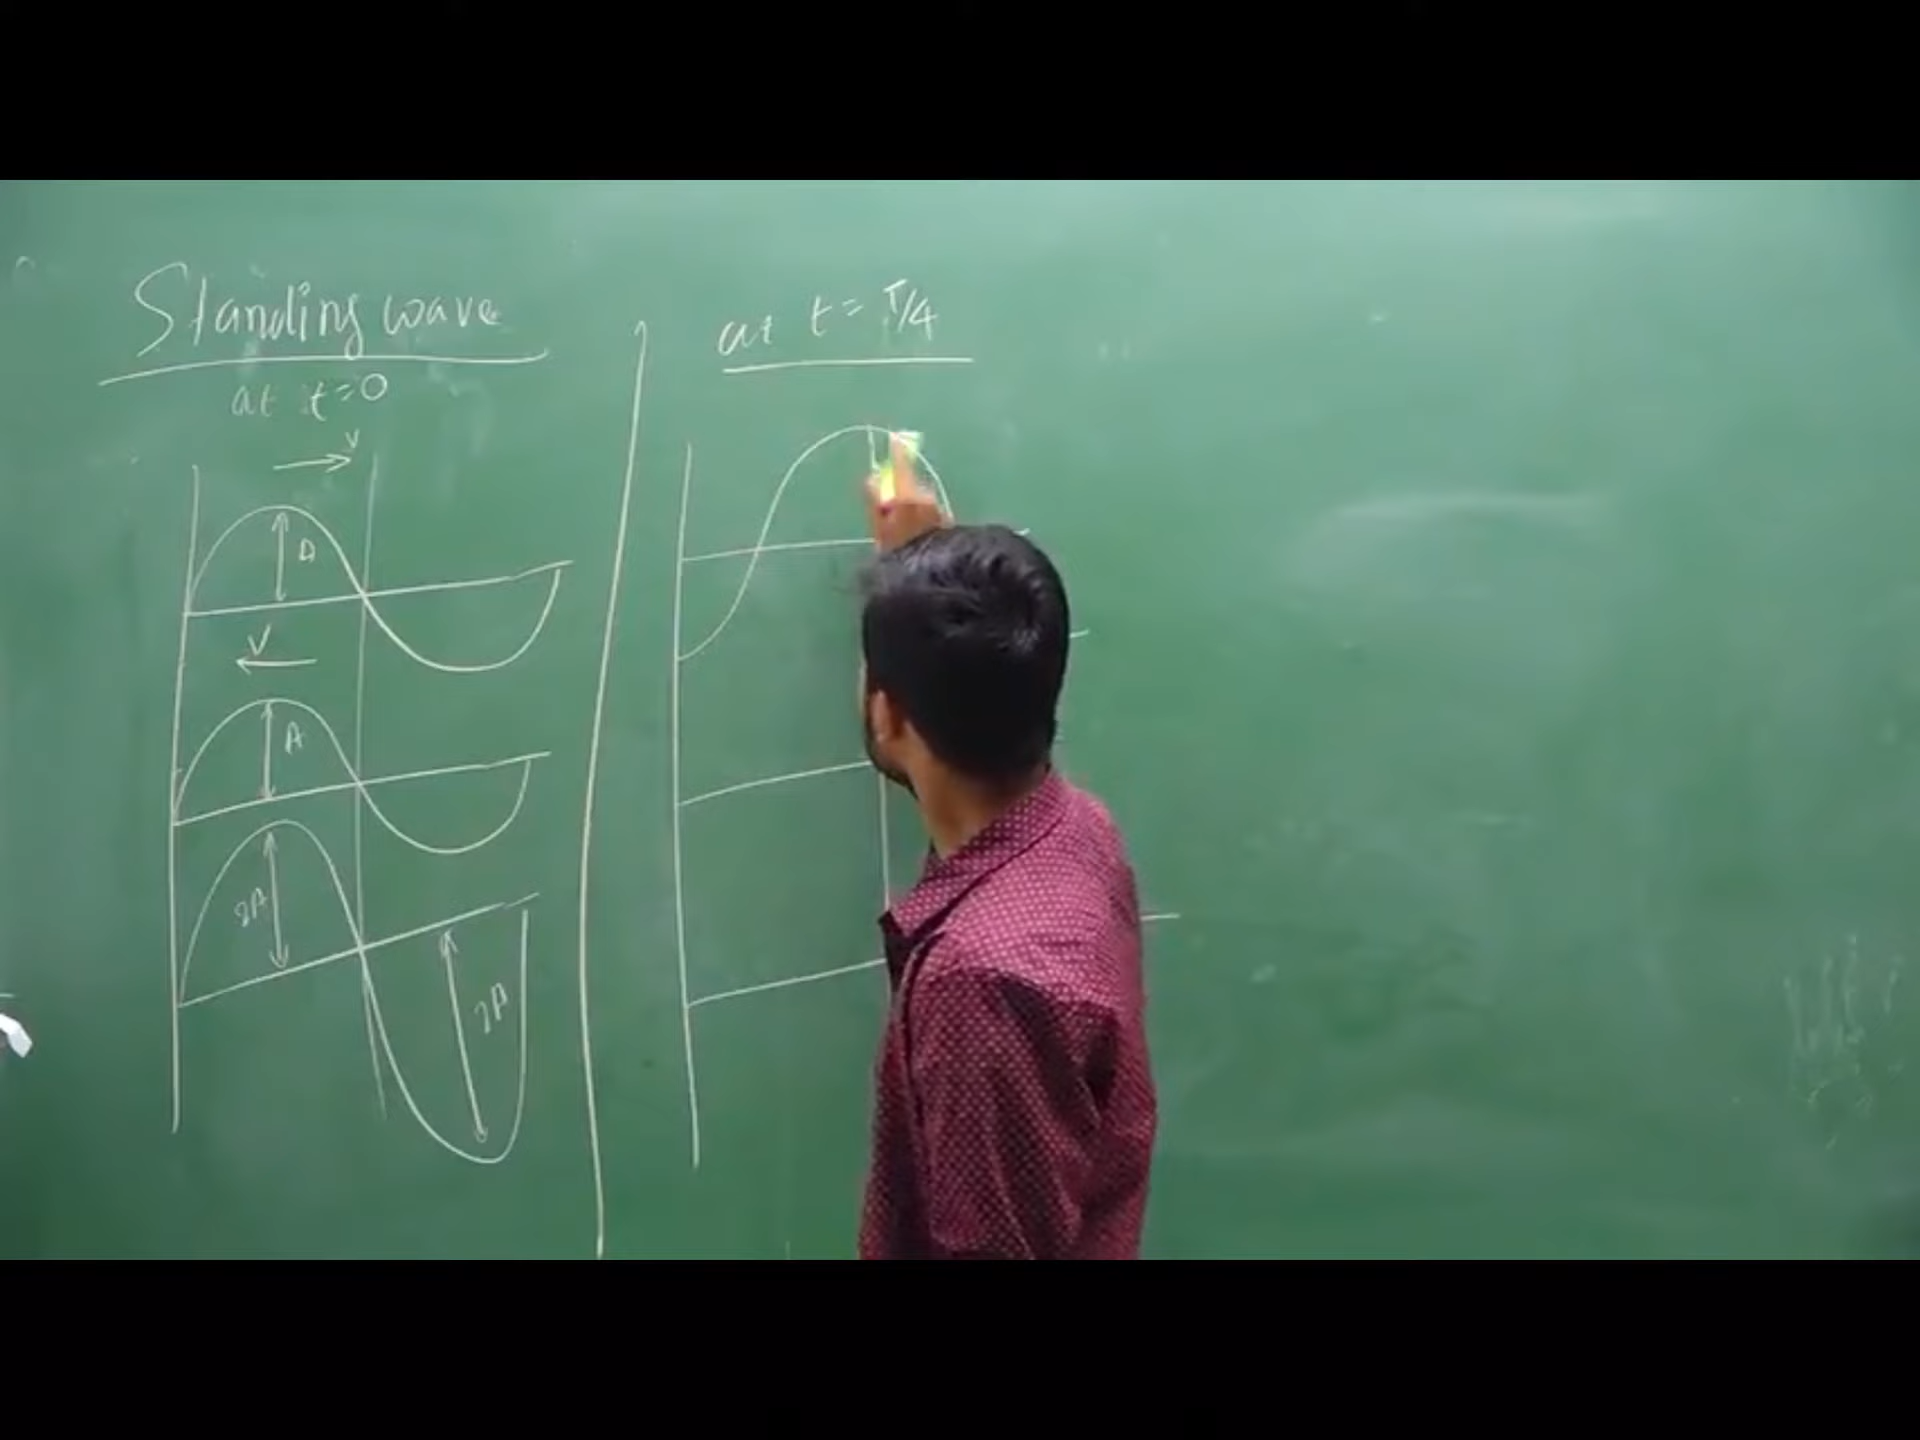 Standing wave
at t=0
v
A
V
A
2A
2A
at t = T/4